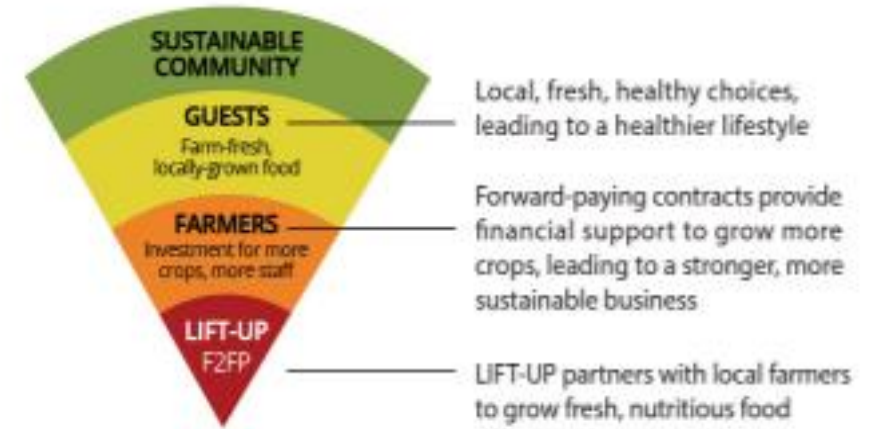 SUSTAINABLE
COMMUNITY
GUESTS
Farm-fresh,
locally-grown food
FARMERS
Investment for more
crops, more staff
LIFT-UP
F2FP
Local, fresh, healthy choices,
leading to a healthier lifestyle
Forward-paying contracts provide
financial support to grow more
crops, leading to a stronger, more
sustainable business
LIFT-UP partners with local farmers
to grow fresh, nutritious food